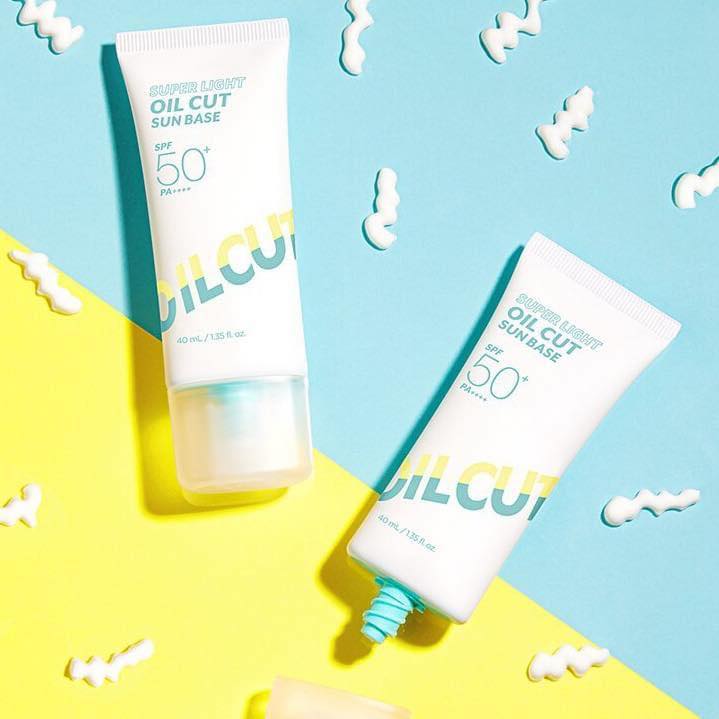 SUPER LIGHT
OIL CUT
SUN BASE
SPF
50+
PA++++
OILCUT
40 mL / 1.35 fl. oz.
SUPER LIGHT
OIL CUT
SUN BASE
SPF
50+
PA++++
OILCUT
40 mL / 1.35 fl. oz.